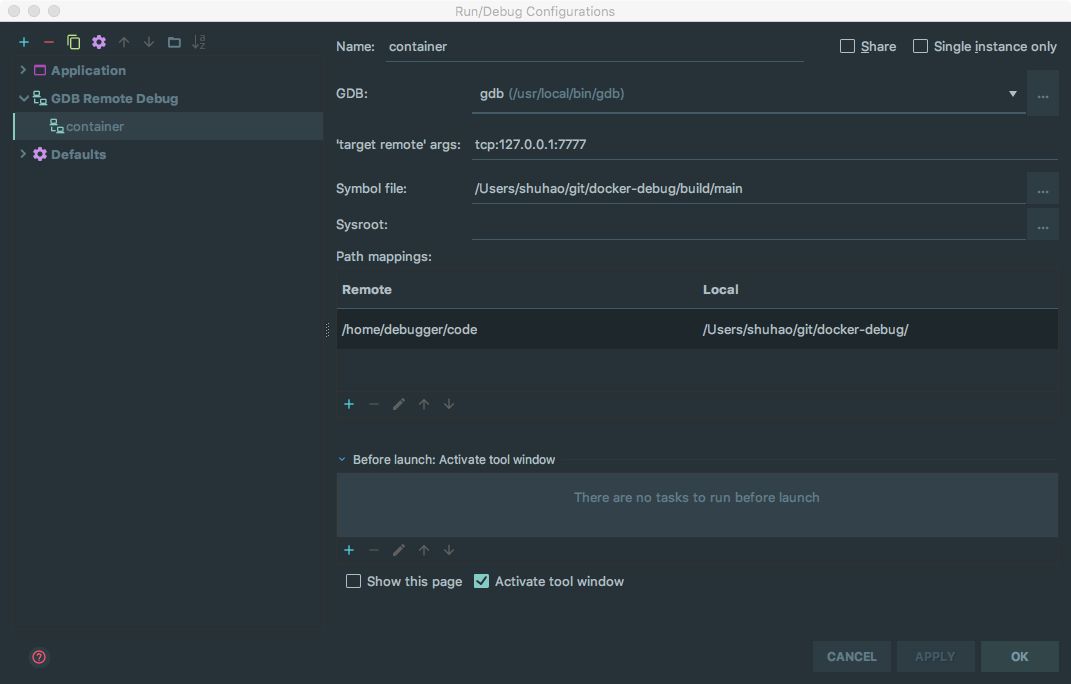 Run/Debug Configurations
Application
GDB Remote Debug
container
Defaults
Name: container
Share
Single instance only
GDB: gdb (/usr/local/bin/gdb) ...
'target remote' args: tcp:127.0.0.1:7777
Symbol file: /Users/shuhao/git/docker-debug/build/main ...
Sysroot: ...
Path mappings:
Remote Local
/home/debugger/code /Users/shuhao/git/docker-debug/
Before launch: Activate tool window
There are no tasks to run before launch
Show this page Activate tool window
? CANCEL APPLY OK